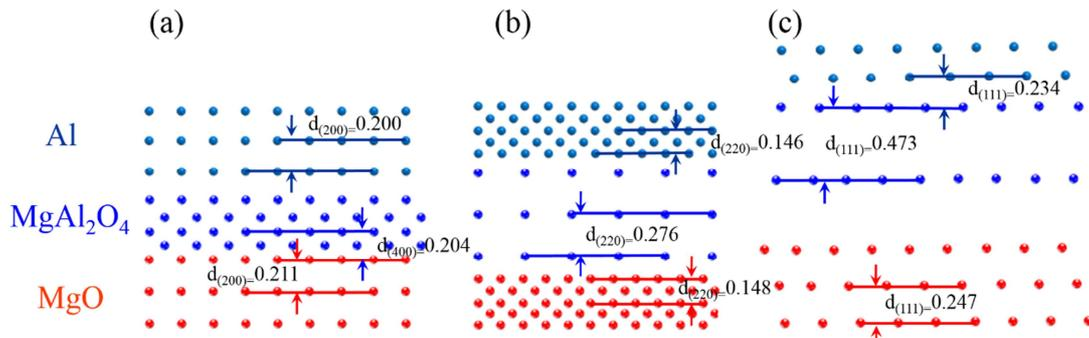 (a)
(b)
(c)
Al
MgAl₂O₄
MgO
d₍₂₀₀₎₌0.200
d₍₄₀₀₎₌0.204
d₍₂₀₀₎₌0.211
d₍₂₂₀₎₌0.146
d₍₂₂₀₎₌0.276
d₍₂₂₀₎₌0.148
d₍₁₁₁₎₌0.234
d₍₁₁₁₎₌0.473
d₍₁₁₁₎₌0.247